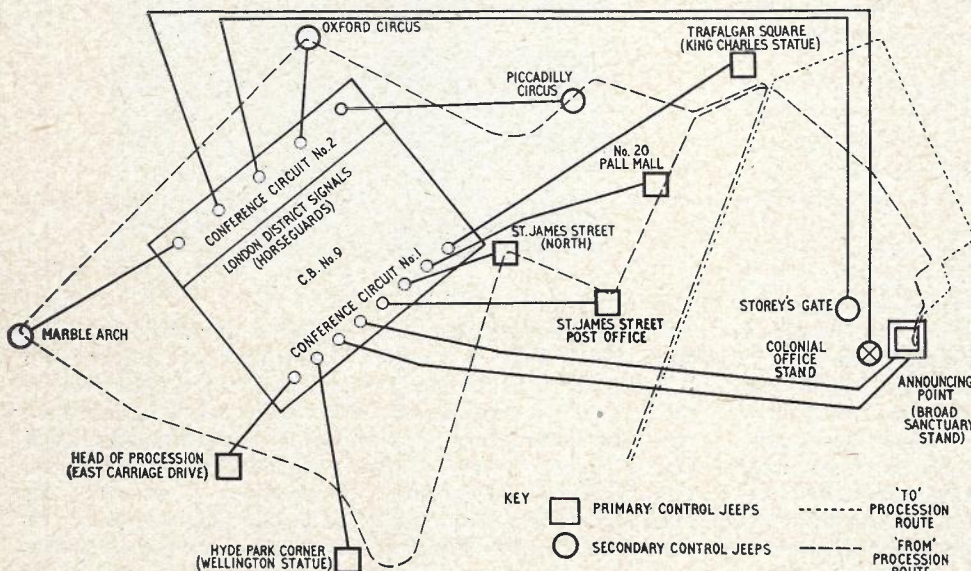 OXFORD CIRCUS
TRAFALGAR SQUARE
(KING CHARLES STATUE)
PICCADILLY
CIRCUS
No. 20
PALL MALL
CONFERENCE CIRCUIT No. 2
LONDON DISTRICT SIGNALS
(HORSEGUARDS)
C.B. No. 9
CONFERENCE CIRCUIT No. 1
ST. JAMES STREET
(NORTH)
ST. JAMES STREET
POST OFFICE
MARBLE ARCH
STOREY'S GATE
COLONIAL
OFFICE
STAND
ANNOUNCING
POINT
(BROAD
SANCTUARY
STAND)
HEAD OF PROCESSION
(EAST CARRIAGE DRIVE)
HYDE PARK CORNER
(WELLINGTON STATUE)
KEY
PRIMARY CONTROL JEEPS
SECONDARY CONTROL JEEPS
'TO'
PROCESSION
ROUTE
'FROM'
PROCESSION
ROUTE